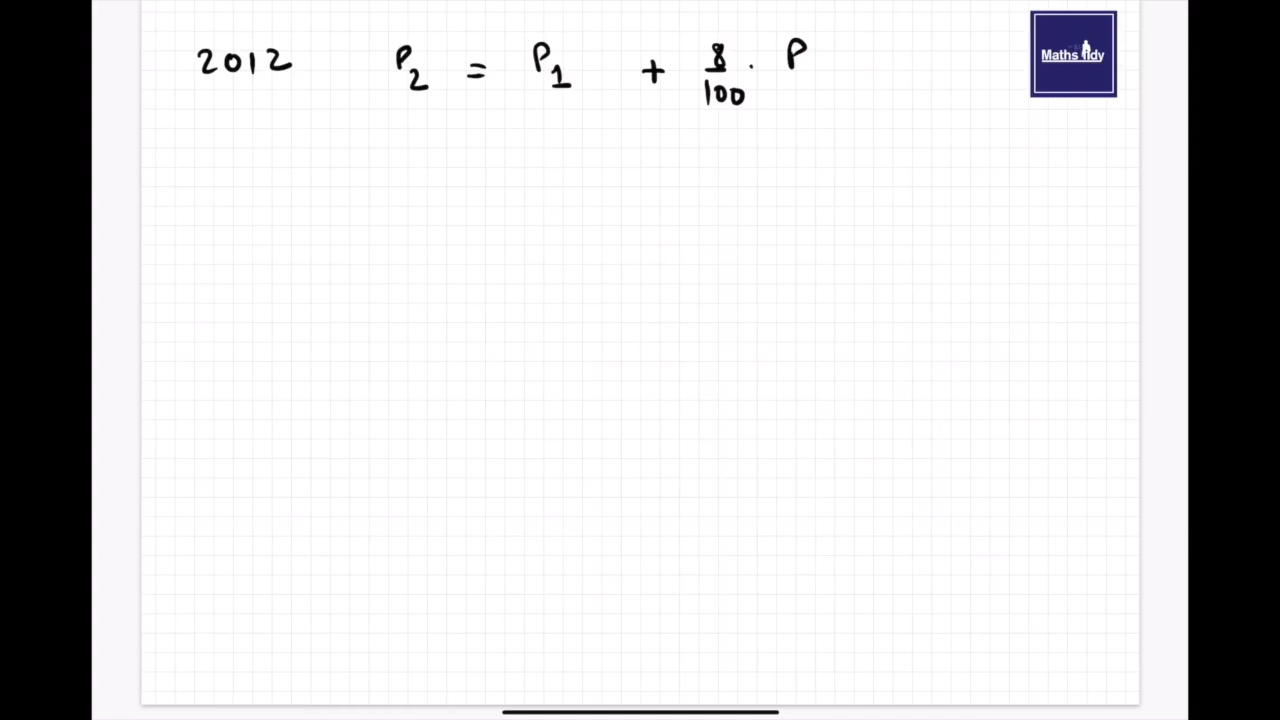 2012 P₂ = P₁ + 8/100 · P
Maths